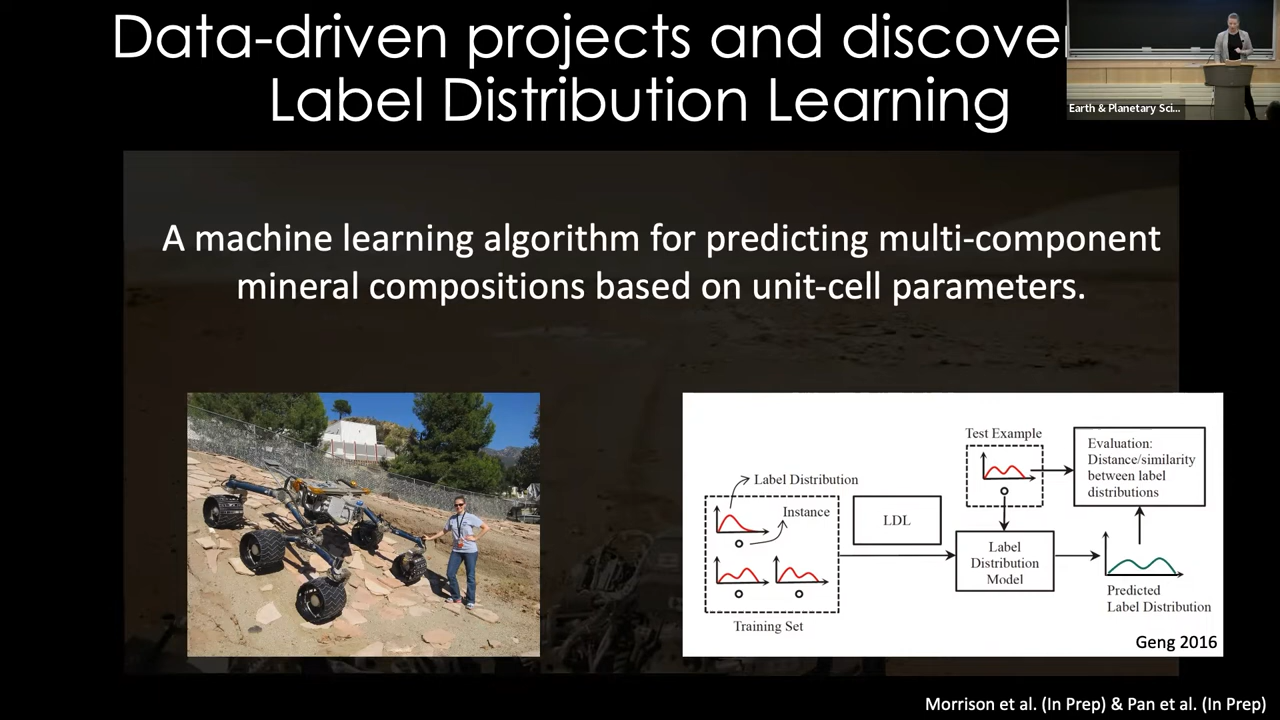 Data-driven projects and discove
Label Distribution Learning
Earth & Planetary Sci...
A machine learning algorithm for predicting multi-component
mineral compositions based on unit-cell parameters.
Label Distribution
Instance
Training Set
LDL
Test Example
Label
Distribution
Model
Evaluation:
Distance/similarity
between label
distributions
Predicted
Label Distribution
Geng 2016
Morrison et al. (In Prep) & Pan et al. (In Prep)